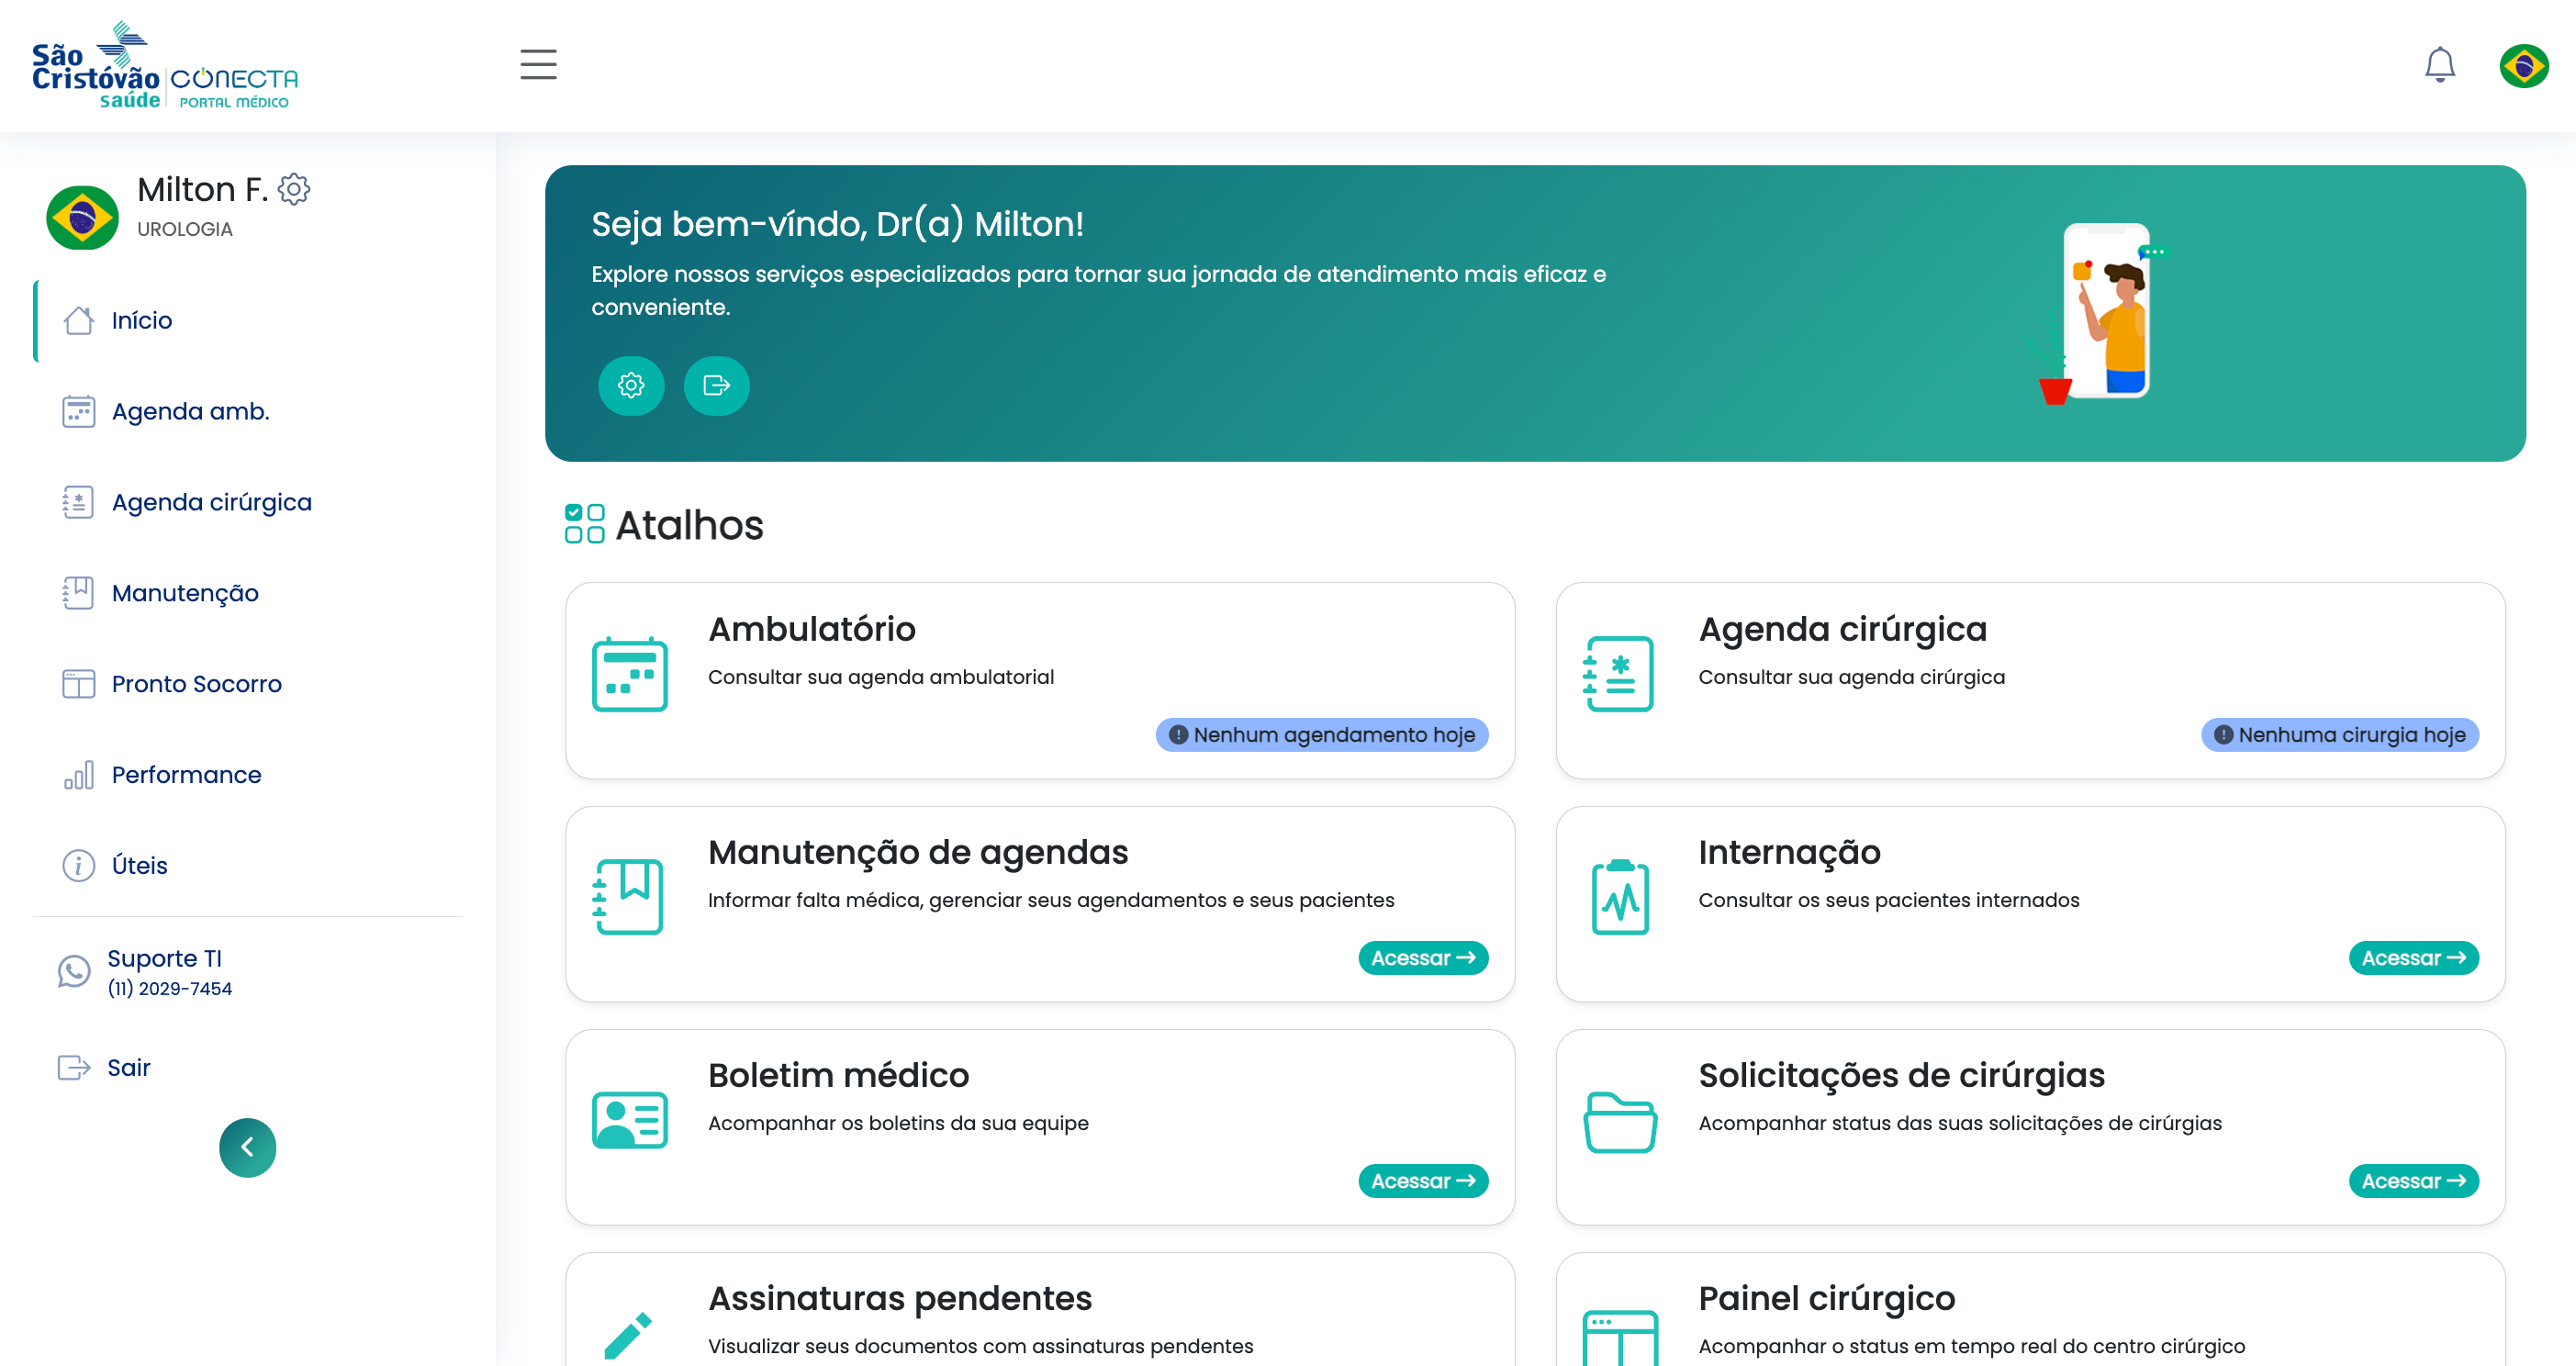 São
Cristóvão
saúde
CONECTA
PORTAL MÉDICO
Milton F.
UROLOGIA
Início
Agenda amb.
Agenda cirúrgica
Manutenção
Pronto Socorro
Performance
Úteis
Suporte TI
(11) 2029-7454
Sair
Seja bem-víndo, Dr(a) Milton!
Explore nossos serviços especializados para tornar sua jornada de atendimento mais eficaz e
conveniente.
Atalhos
Ambulatório
Consultar sua agenda ambulatorial
Nenhum agendamento hoje
Agenda cirúrgica
Consultar sua agenda cirúrgica
Nenhuma cirurgia hoje
Manutenção de agendas
Informar falta médica, gerenciar seus agendamentos e seus pacientes
Acessar →
Internação
Consultar os seus pacientes internados
Acessar →
Boletim médico
Acompanhar os boletins da sua equipe
Acessar →
Solicitações de cirúrgias
Acompanhar status das suas solicitações de cirúrgias
Acessar →
Assinaturas pendentes
Visualizar seus documentos com assinaturas pendentes
Painel cirúrgico
Acompanhar o status em tempo real do centro cirúrgico